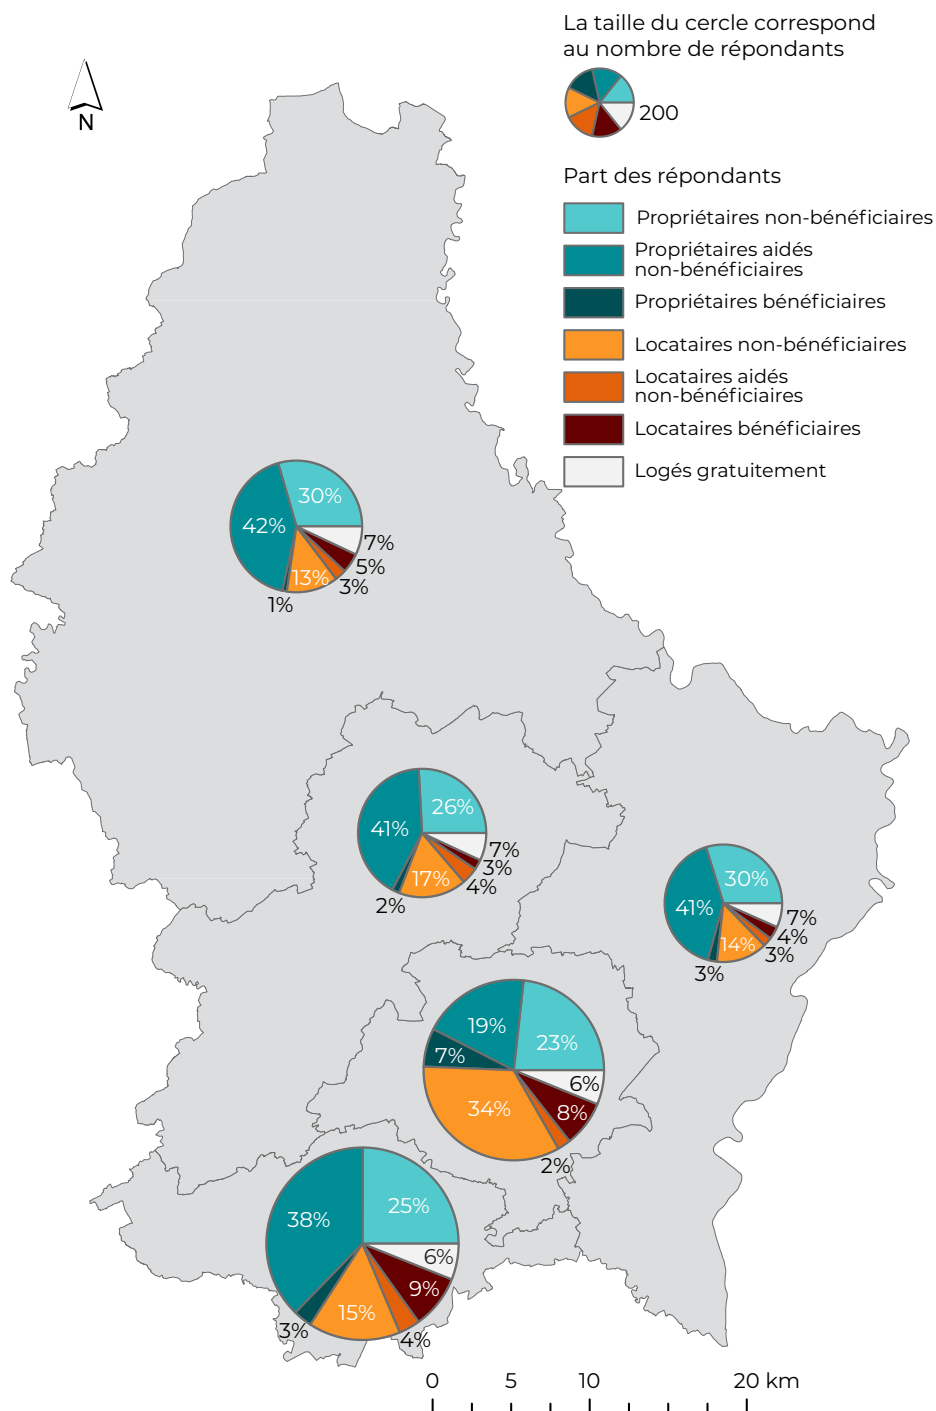 La taille du cercle correspond
au nombre de répondants
200
N
Part des répondants
Propriétaires non-bénéficiaires
Propriétaires aidés
non-bénéficiaires
Propriétaires bénéficiaires
Locataires non-bénéficiaires
Locataires aidés
non-bénéficiaires
Locataires bénéficiaires
Logés gratuitement
30%
42%
7%
5%
3%
13%
1%
26%
41%
7%
3%
4%
17%
2%
30%
41%
7%
4%
3%
14%
3%
23%
19%
7%
34%
6%
8%
2%
25%
38%
6%
9%
4%
15%
3%
0 5 10 20 km